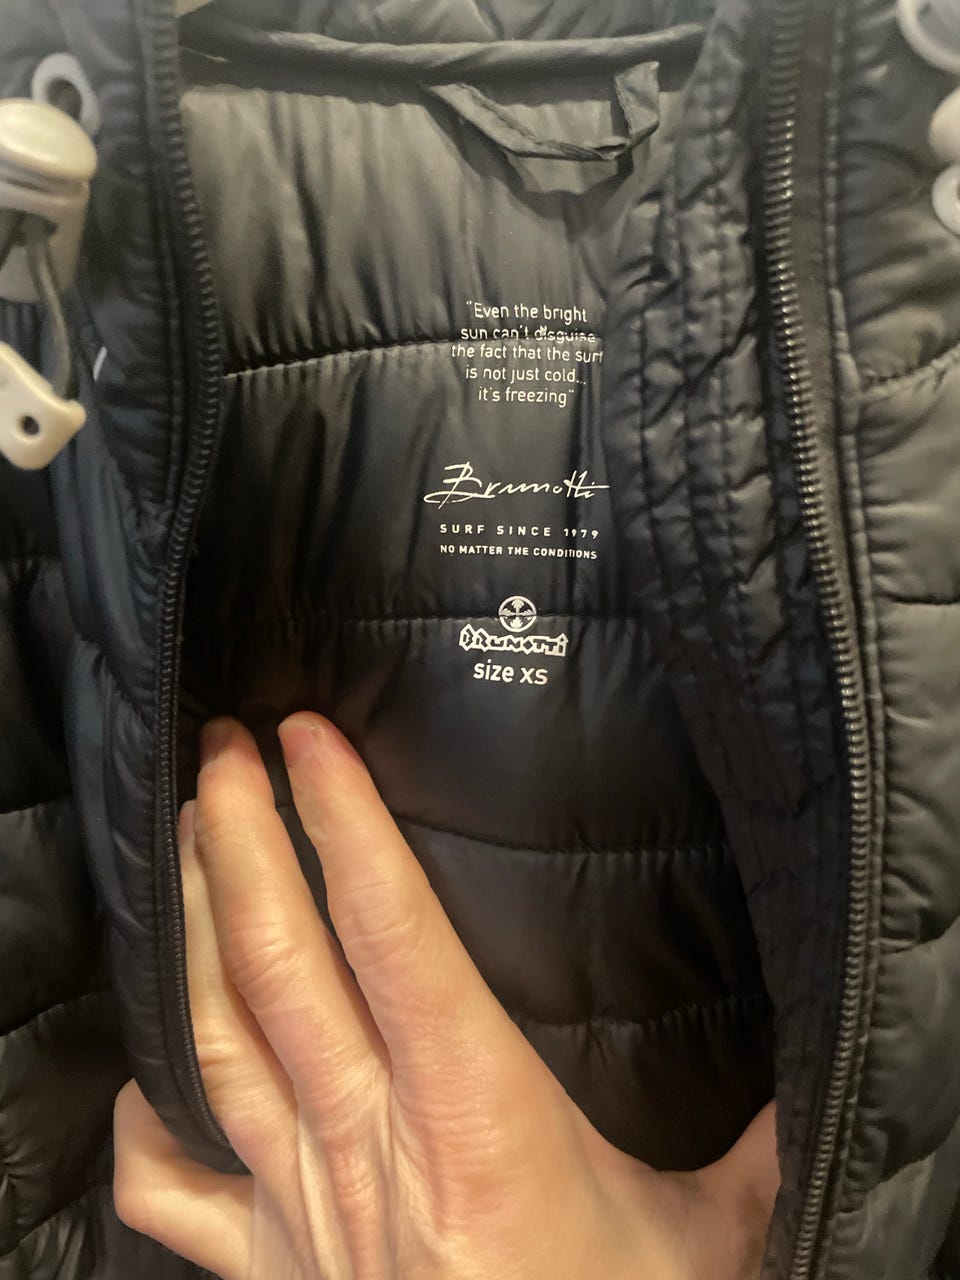 "Even the bright
sun can't disguise
the fact that the surf
is not just cold...
it's freezing"
Brunotti
SURF SINCE 1979
NO MATTER THE CONDITIONS
BRUNOTTI
size xs